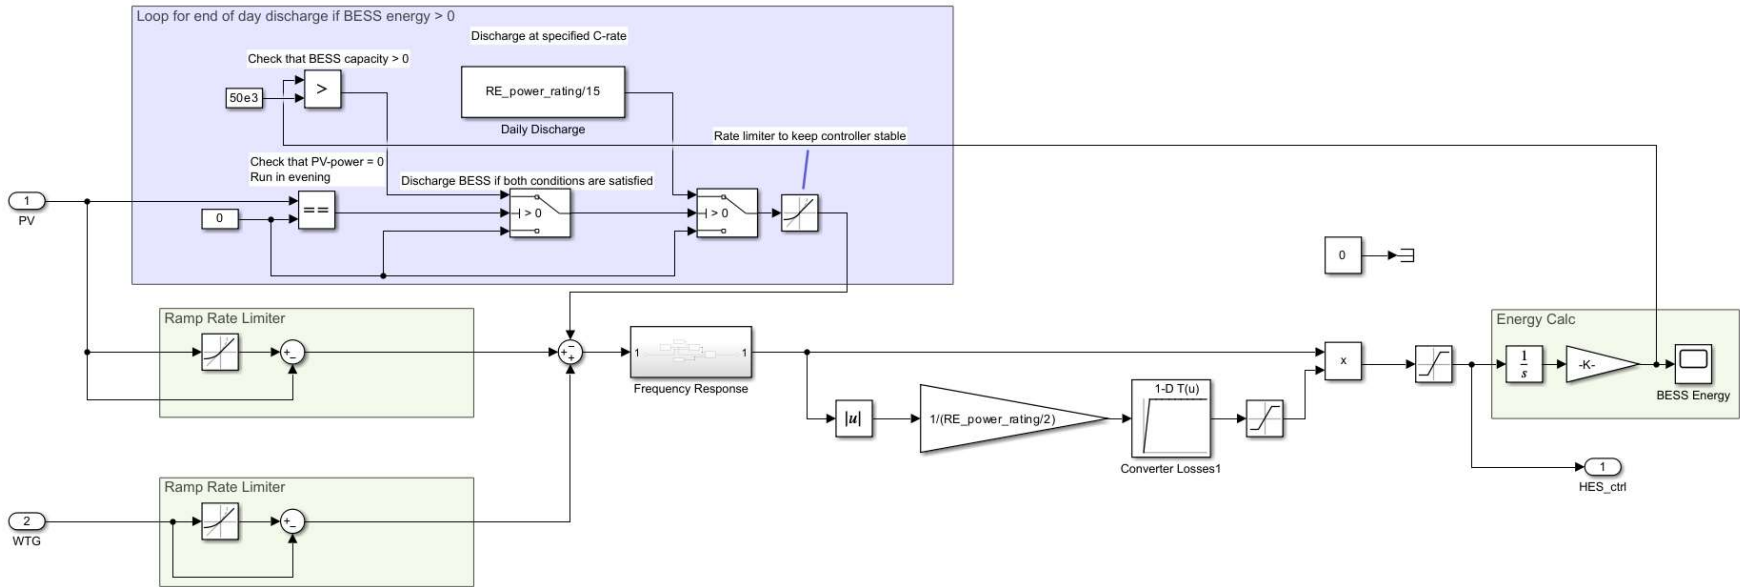 Loop for end of day discharge if BESS energy > 0
Discharge at specified C-rate
Check that BESS capacity > 0
>
50e3
RE_power_rating/15
Daily Discharge
Rate limiter to keep controller stable
Check that PV-power = 0
Run in evening
Discharge BESS if both conditions are satisfied
1
PV
0
==
> 0
> 0
0
Ramp Rate Limiter
+
−
−
+
+
1
1
Frequency Response
x
Energy Calc
1
s
-K-
BESS Energy
|u|
1/(RE_power_rating/2)
1-D T(u)
Converter Losses1
1
HES_ctrl
Ramp Rate Limiter
2
WTG
+
−